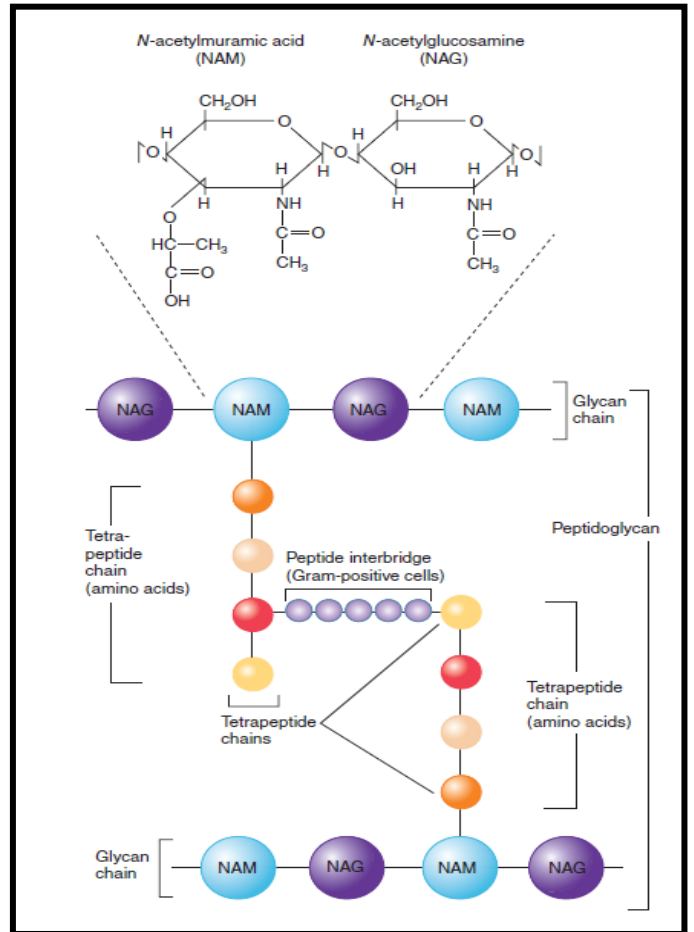 N-acetylmuramic acid
(NAM)
N-acetylglucosamine
(NAG)
CH₂OH
CH₂OH
O
O
H
H
O
O
O
H
H
OH
H
H
H
NH
H
NH
O
HC—CH₃
C=O
C=O
C=O
CH₃
CH₃
OH
NAG
NAM
NAG
NAM
Glycan
chain
Peptidoglycan
Tetra-
peptide
chain
(amino acids)
Peptide interbridge
(Gram-positive cells)
Tetrapeptide
chains
Tetrapeptide
chain
(amino acids)
Glycan
chain
NAM
NAG
NAM
NAG